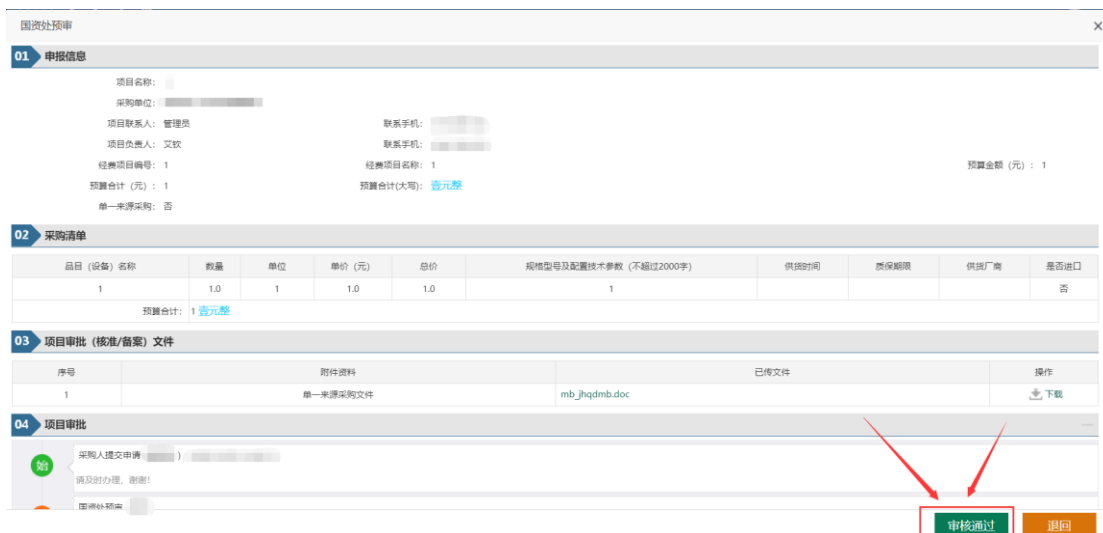 国资处预审 ×
01 申报信息
项目名称：
采购单位：
项目联系人： 管理员 联系手机：
项目负责人： 艾钦 联系手机：
经费项目编号： 1 经费项目名称： 1 预算金额（元）： 1
预算合计（元）： 1 预算合计(大写)： 壹元整
单一来源采购： 否
02 采购清单
品目（设备）名称 数量 单位 单价（元） 总价 规格型号及配置技术参数（不超过2000字） 供货时间 质保期限 供货厂商 是否进口
1 1.0 1 1.0 1.0 1 否
预算合计： 1 壹元整
03 项目审批（核准/备案）文件
序号 附件资料 已传文件 操作
1 单一来源采购文件 mb_jhqdmb.doc 下载
04 项目审批
始 采购人提交申请 )
请及时办理，谢谢！
国资处预审
审核通过 退回